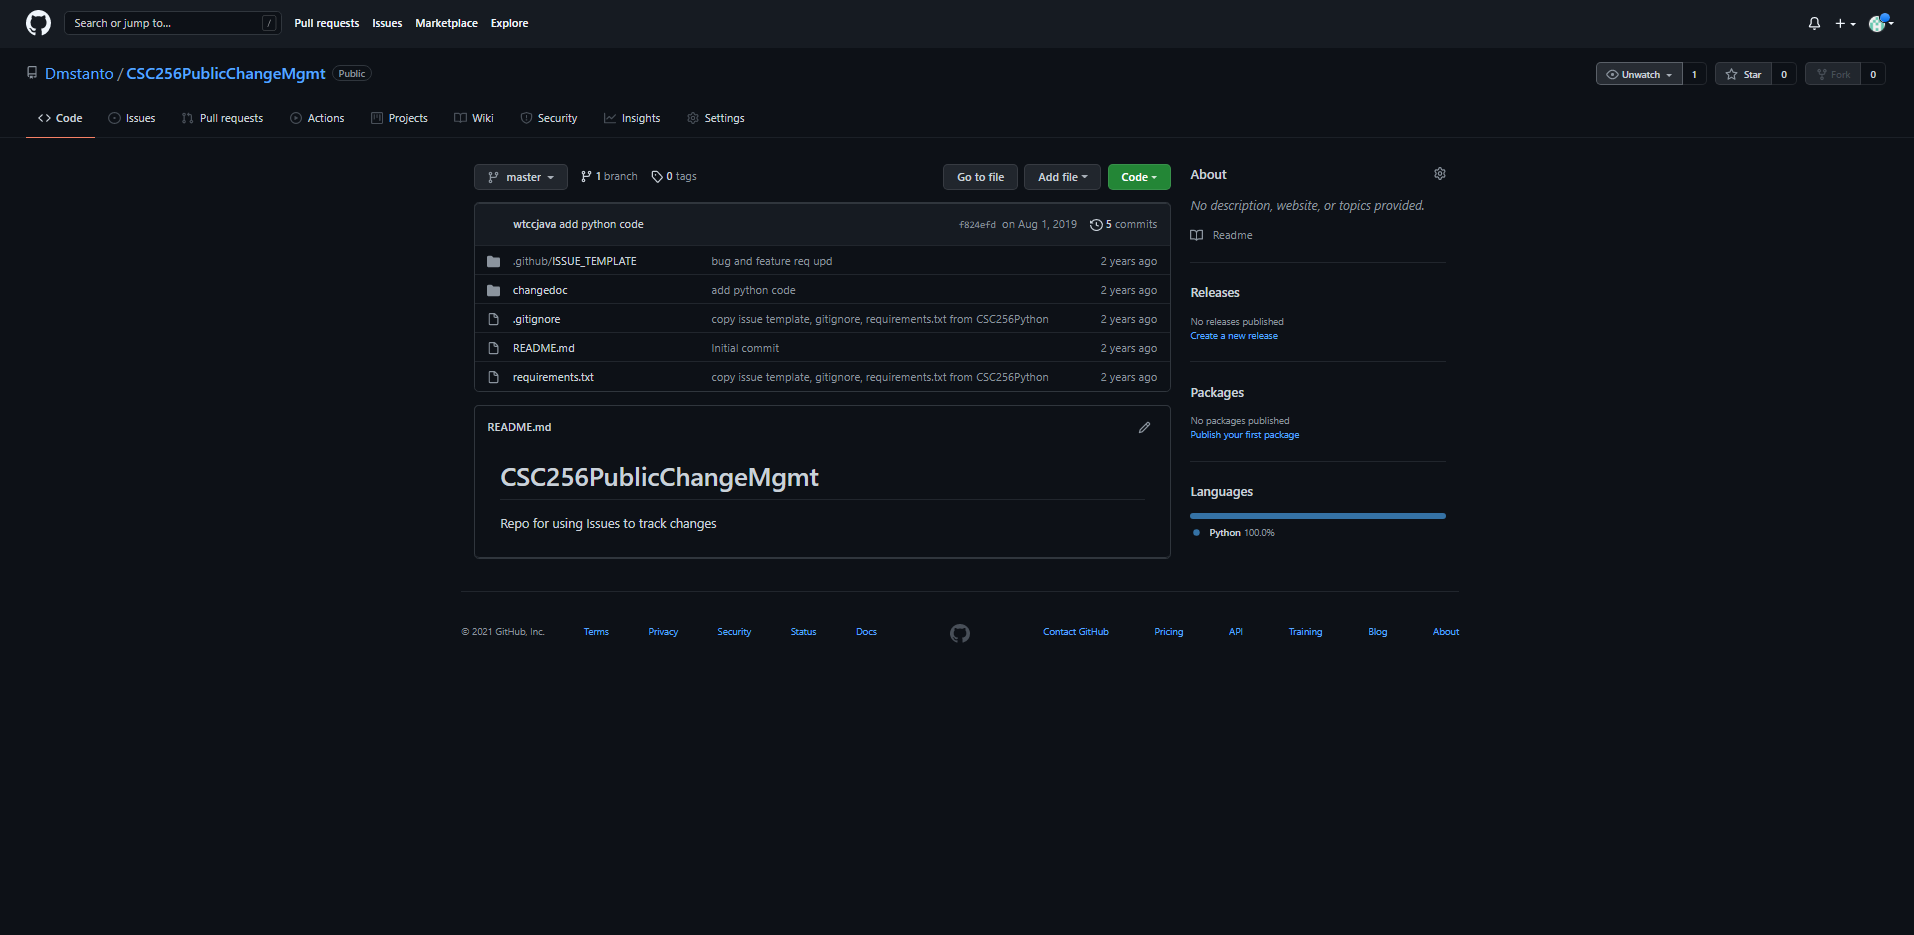 Search or jump to... /
Pull requests Issues Marketplace Explore
Dmstanto / CSC256PublicChangeMgmt Public
Unwatch 1 Star 0 Fork 0
Code Issues Pull requests Actions Projects Wiki Security Insights Settings
master 1 branch 0 tags
Go to file Add file Code
wtccjava add python code f824efd on Aug 1, 2019 5 commits
.github/ISSUE_TEMPLATE bug and feature req upd 2 years ago
changedoc add python code 2 years ago
.gitignore copy issue template, gitignore, requirements.txt from CSC256Python 2 years ago
README.md Initial commit 2 years ago
requirements.txt copy issue template, gitignore, requirements.txt from CSC256Python 2 years ago
README.md
CSC256PublicChangeMgmt
Repo for using Issues to track changes
About
No description, website, or topics provided.
Readme
Releases
No releases published
Create a new release
Packages
No packages published
Publish your first package
Languages
Python 100.0%
© 2021 GitHub, Inc. Terms Privacy Security Status Docs Contact GitHub Pricing API Training Blog About